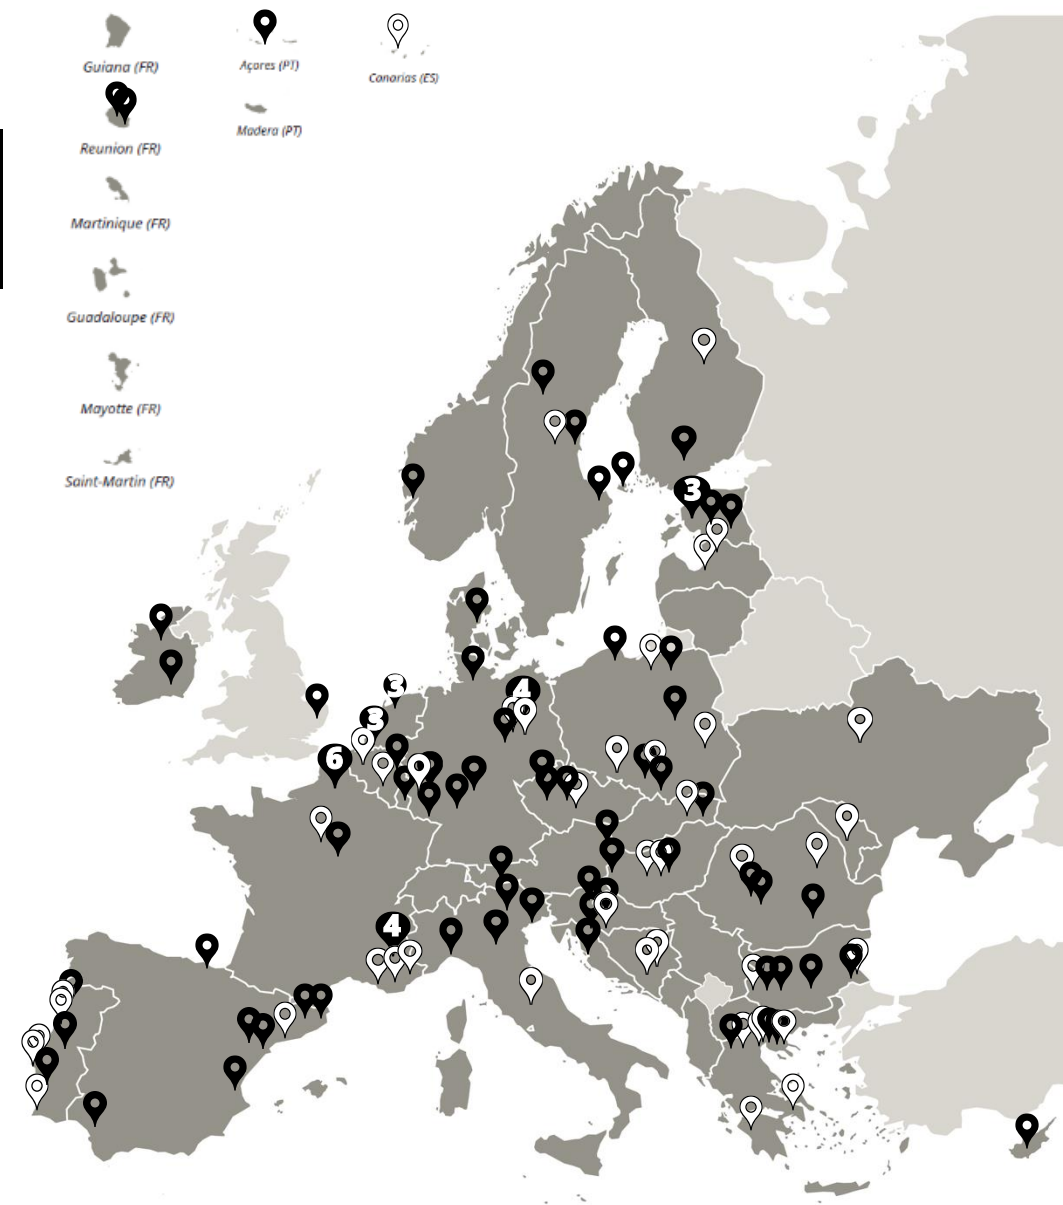 Guiana (FR)
Açores (PT)
Canarias (ES)
Reunion (FR)
Madera (PT)
Martinique (FR)
Guadaloupe (FR)
Mayotte (FR)
Saint-Martin (FR)
3
3
4
3
6
4